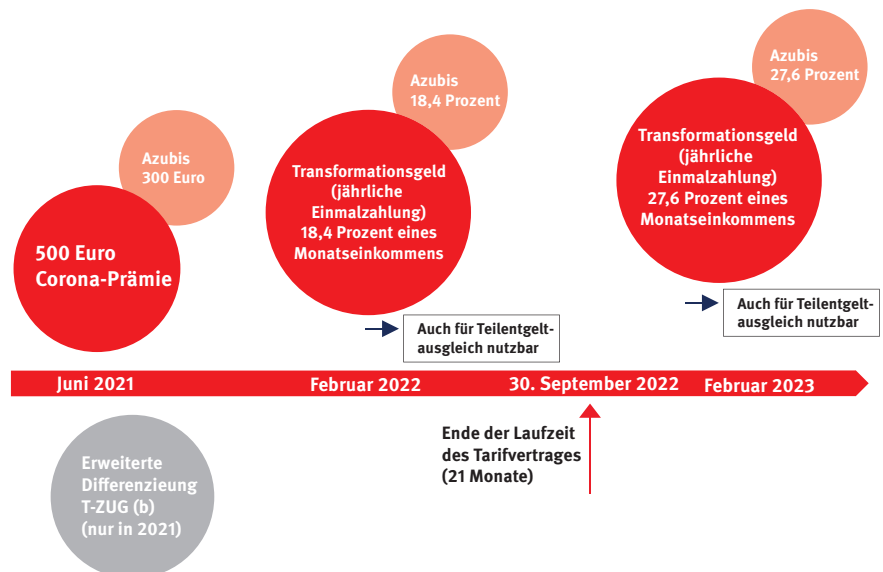 Azubis
300 Euro
500 Euro
Corona-Prämie
Azubis
18,4 Prozent
Transformationsgeld
(jährliche
Einmalzahlung)
18,4 Prozent eines
Monatseinkommens
Auch für Teilentgelt-
ausgleich nutzbar
Azubis
27,6 Prozent
Transformationsgeld
(jährliche
Einmalzahlung)
27,6 Prozent eines
Monatseinkommens
Auch für Teilentgelt-
ausgleich nutzbar
Juni 2021
Februar 2022
30. September 2022
Februar 2023
Erweiterte
Differenzieung
T-ZUG (b)
(nur in 2021)
Ende der Laufzeit
des Tarifvertrages
(21 Monate)